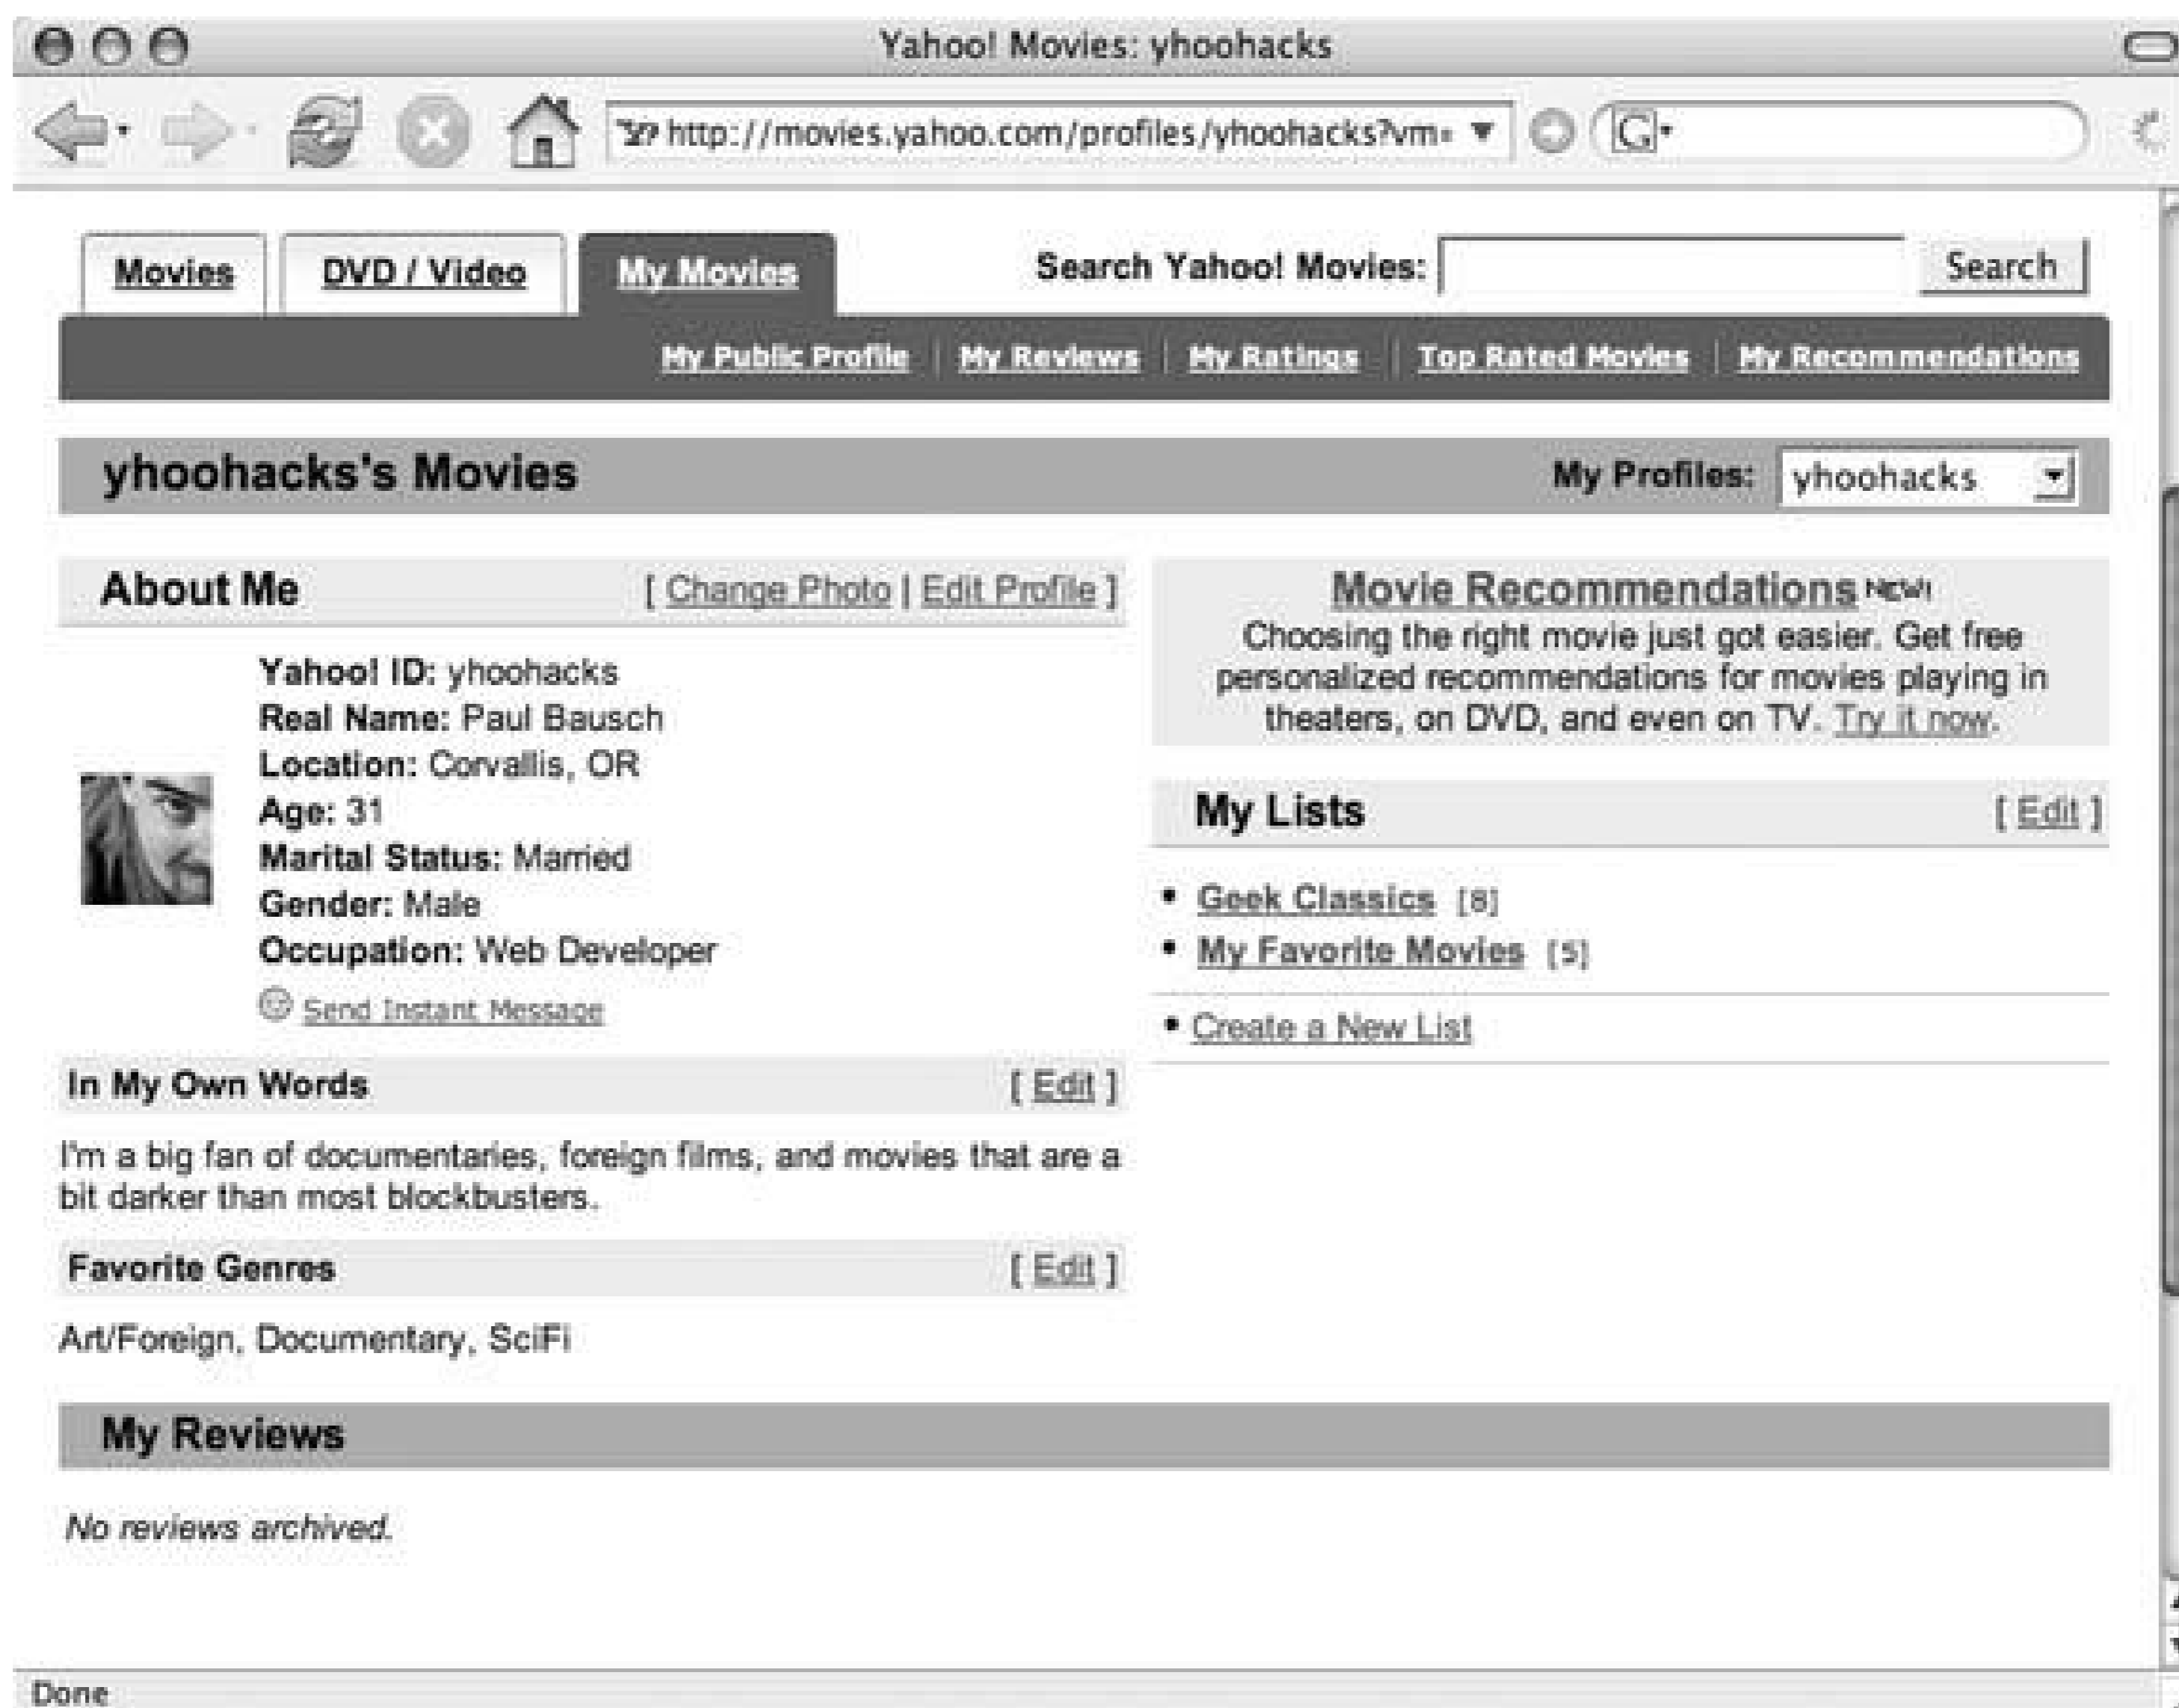 Yahoo! Movies: yhoohacks
http://movies.yahoo.com/profiles/yhoohacks?vm=
G
Movies
DVD / Video
My Movies
Search Yahoo! Movies:
Search
My Public Profile | My Reviews | My Ratings | Top Rated Movies | My Recommendations
yhoohacks's Movies
My Profiles: yhoohacks
About Me
[ Change Photo | Edit Profile ]
Yahoo! ID: yhoohacks
Real Name: Paul Bausch
Location: Corvallis, OR
Age: 31
Marital Status: Married
Gender: Male
Occupation: Web Developer
Send Instant Message
In My Own Words
[ Edit ]
I'm a big fan of documentaries, foreign films, and movies that are a
bit darker than most blockbusters.
Favorite Genres
[ Edit ]
Art/Foreign, Documentary, SciFi
Movie Recommendations NEW!
Choosing the right movie just got easier. Get free
personalized recommendations for movies playing in
theaters, on DVD, and even on TV. Try it now.
My Lists
[ Edit ]
• Geek Classics [8]
• My Favorite Movies [5]
• Create a New List
My Reviews
No reviews archived.
Done